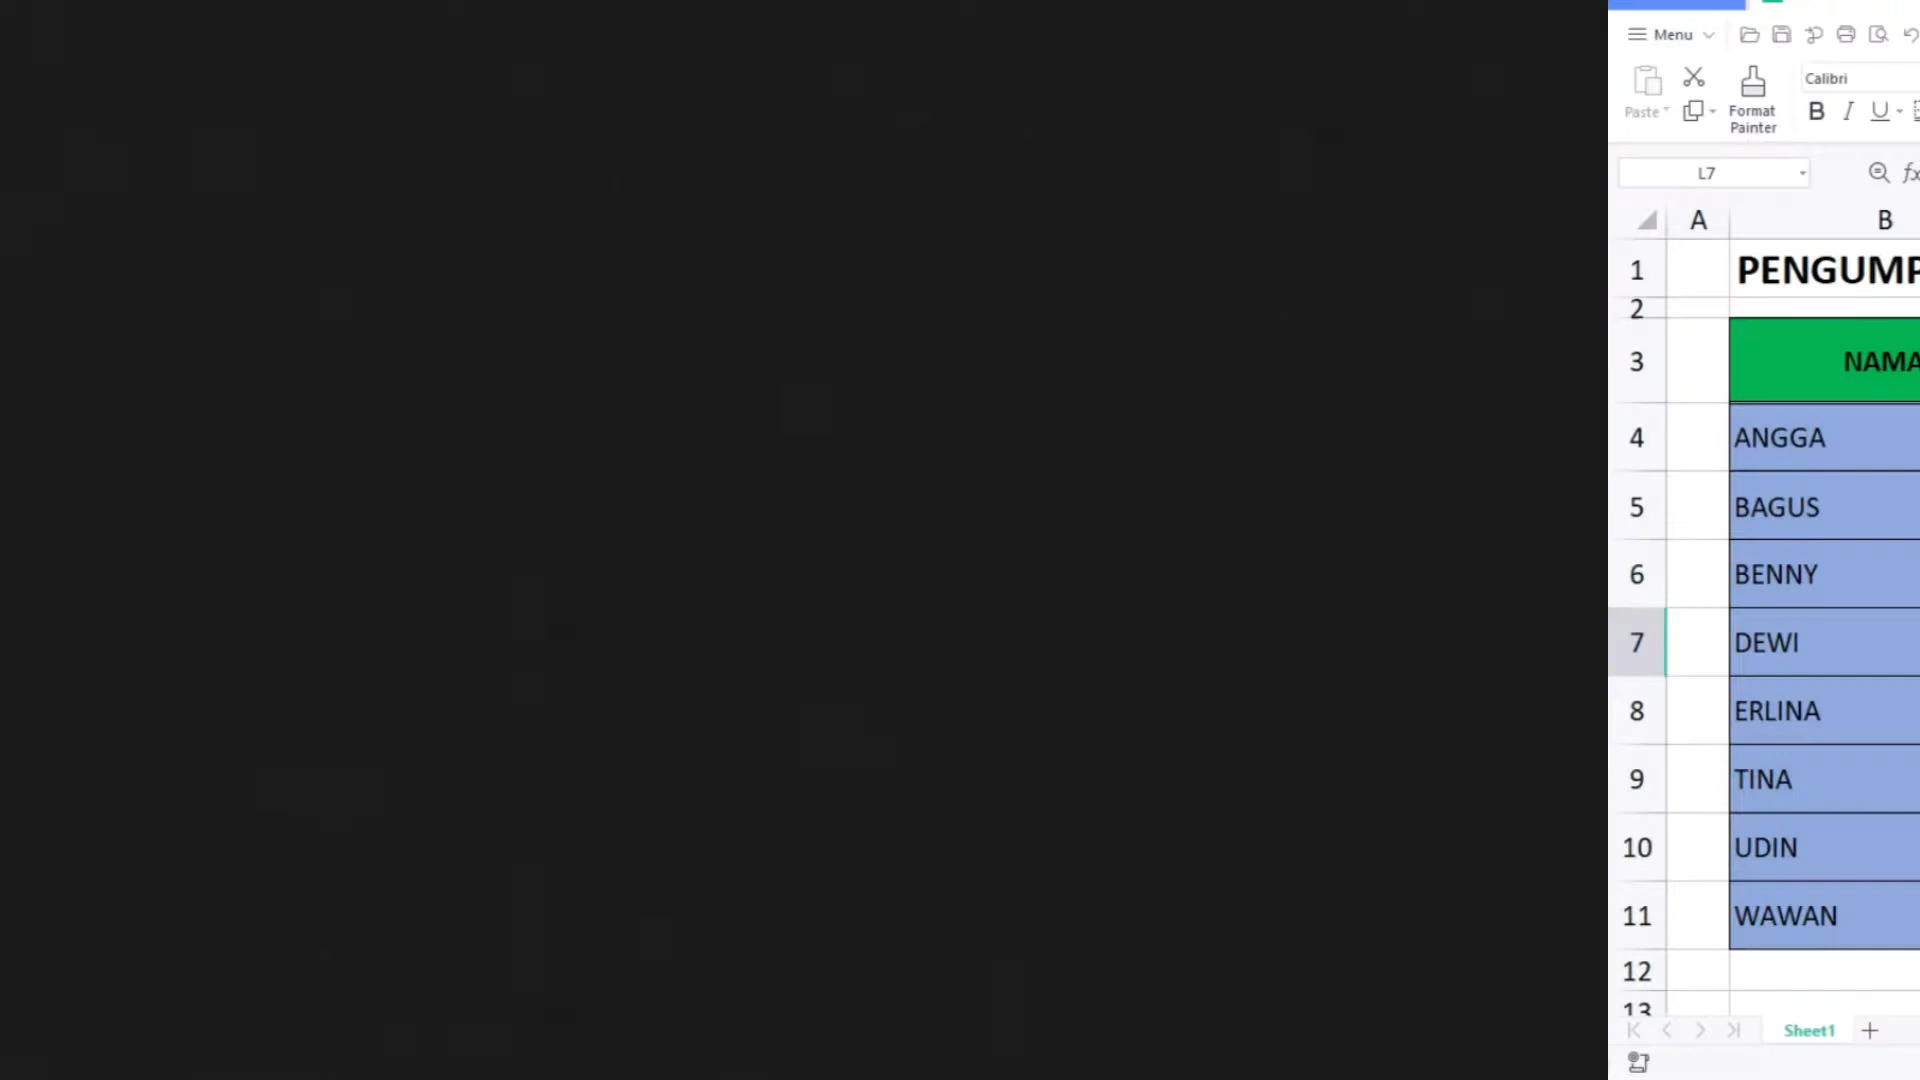 Menu
Calibri
Paste
Format
Painter
B I U
L7
fx
A B
1 PENGUMP
2
3 NAMA
4 ANGGA
5 BAGUS
6 BENNY
7 DEWI
8 ERLINA
9 TINA
10 UDIN
11 WAWAN
12
13
Sheet1